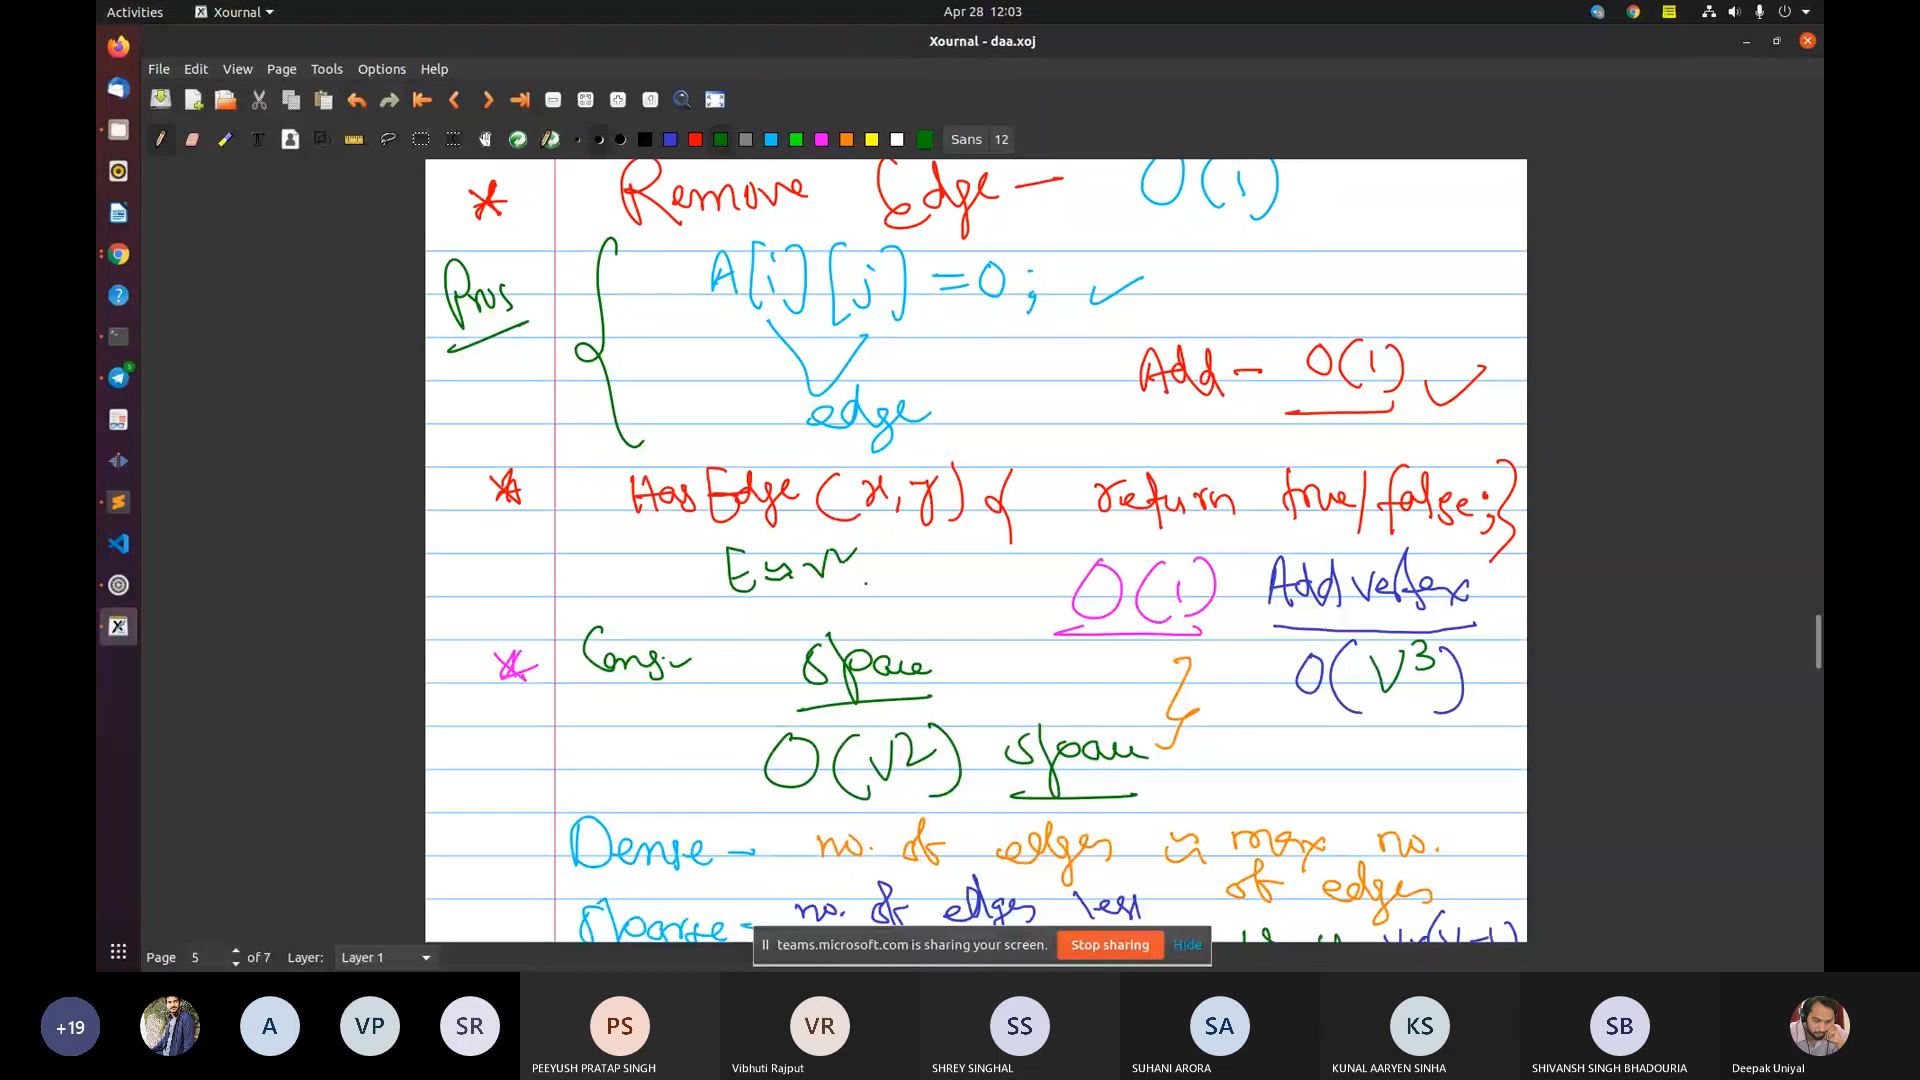 Activities Xournal Apr 28 12:03
Xournal - daa.xoj
File Edit View Page Tools Options Help
Sans 12
* Remove Edge — O(1)
Pros
A[i][j] = 0;
Add — O(1)
edge
* HasEdge (x, y) { return true/false; }
E ≈ V².
O(1) Add vertex
* Cons:- space O(V³)
O(V²) space
Dense — no. of edges ≈ max no.
of edges
Sparse — no. of edges less
teams.microsoft.com is sharing your screen. Stop sharing Hide
Page 5 of 7 Layer: Layer 1
+19 A VP SR PS VR SS SA KS SB
PEEYUSH PRATAP SINGH Vibhuti Rajput SHREY SINGHAL SUHANI ARORA KUNAL AARYEN SINHA SHIVANSH SINGH BHADOURIA Deepak Uniyal